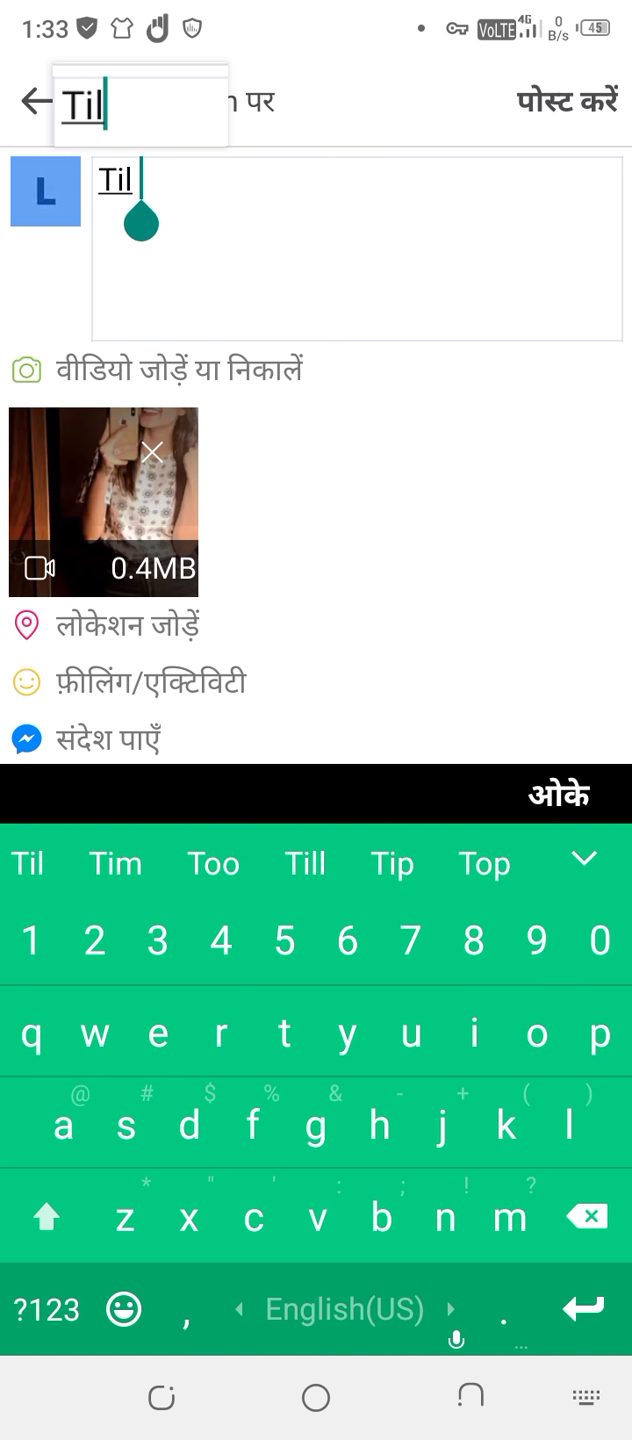 1:33 VoLTE 4G 0 B/s 45
Til पर पोस्ट करें
L Til
वीडियो जोड़ें या निकालें
0.4MB
लोकेशन जोड़ें
फ़ीलिंग/एक्टिविटी
संदेश पाएँ
ओके
Til Tim Too Till Tip Top
1 2 3 4 5 6 7 8 9 0
q w e r t y u i o p
@ # $ % & - + ( )
a s d f g h j k l
* " ' : ; ! ?
z x c v b n m
?123 , English(US) .
...